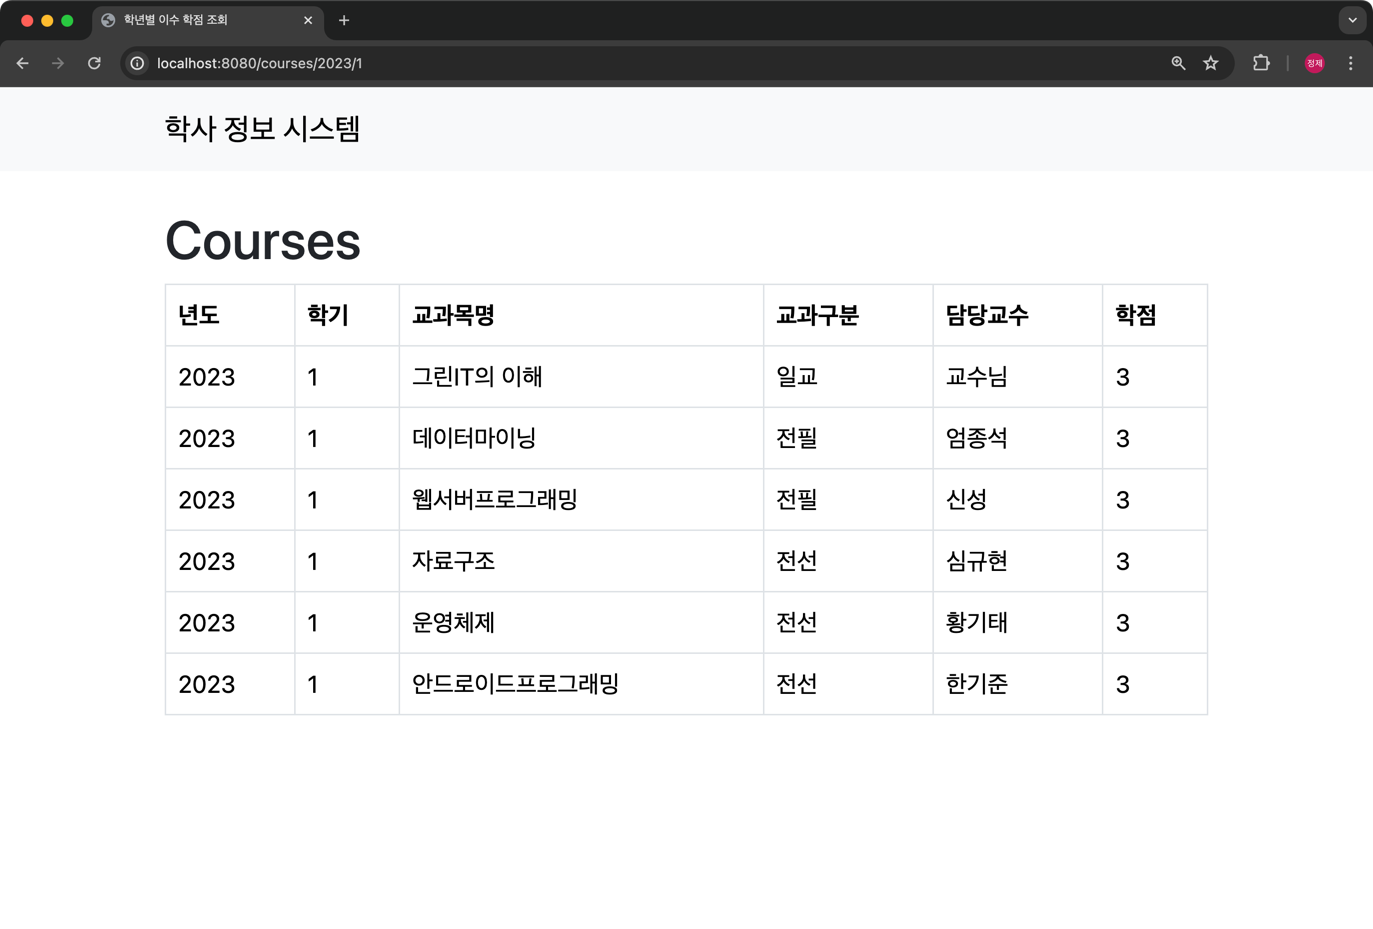 학년별 이수 학점 조회
localhost:8080/courses/2023/1
정제
학사 정보 시스템
Courses
년도 학기 교과목명 교과구분 담당교수 학점
2023 1 그린IT의 이해 일교 교수님 3
2023 1 데이터마이닝 전필 엄종석 3
2023 1 웹서버프로그래밍 전필 신성 3
2023 1 자료구조 전선 심규현 3
2023 1 운영체제 전선 황기태 3
2023 1 안드로이드프로그래밍 전선 한기준 3